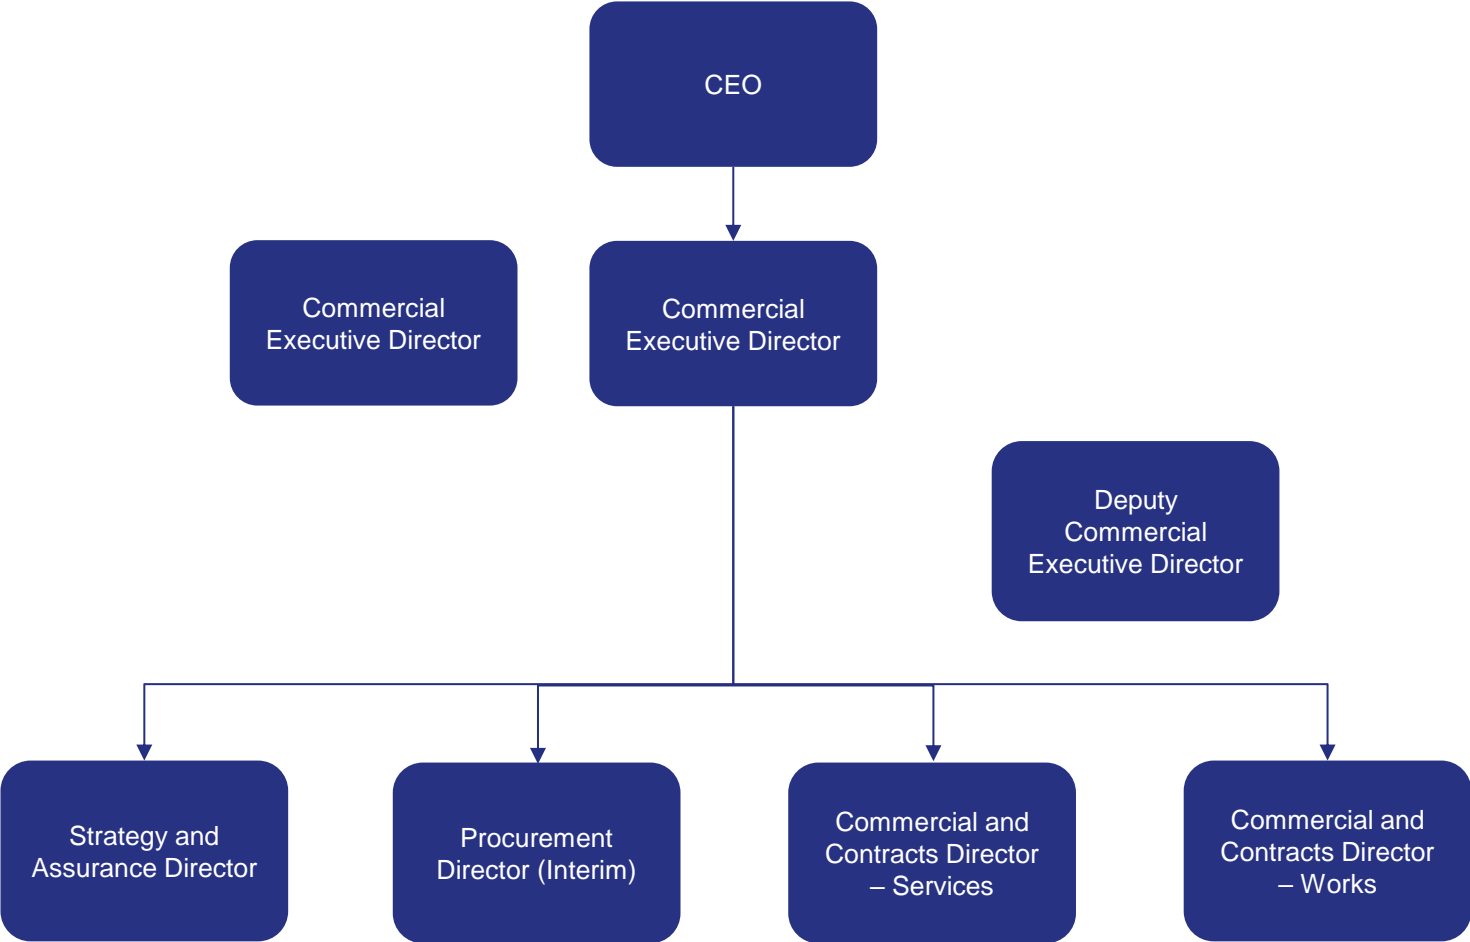 CEO
Commercial
Executive Director
Commercial
Executive Director
Deputy
Commercial
Executive Director
Strategy and
Assurance Director
Procurement
Director (Interim)
Commercial and
Contracts Director
– Services
Commercial and
Contracts Director
– Works